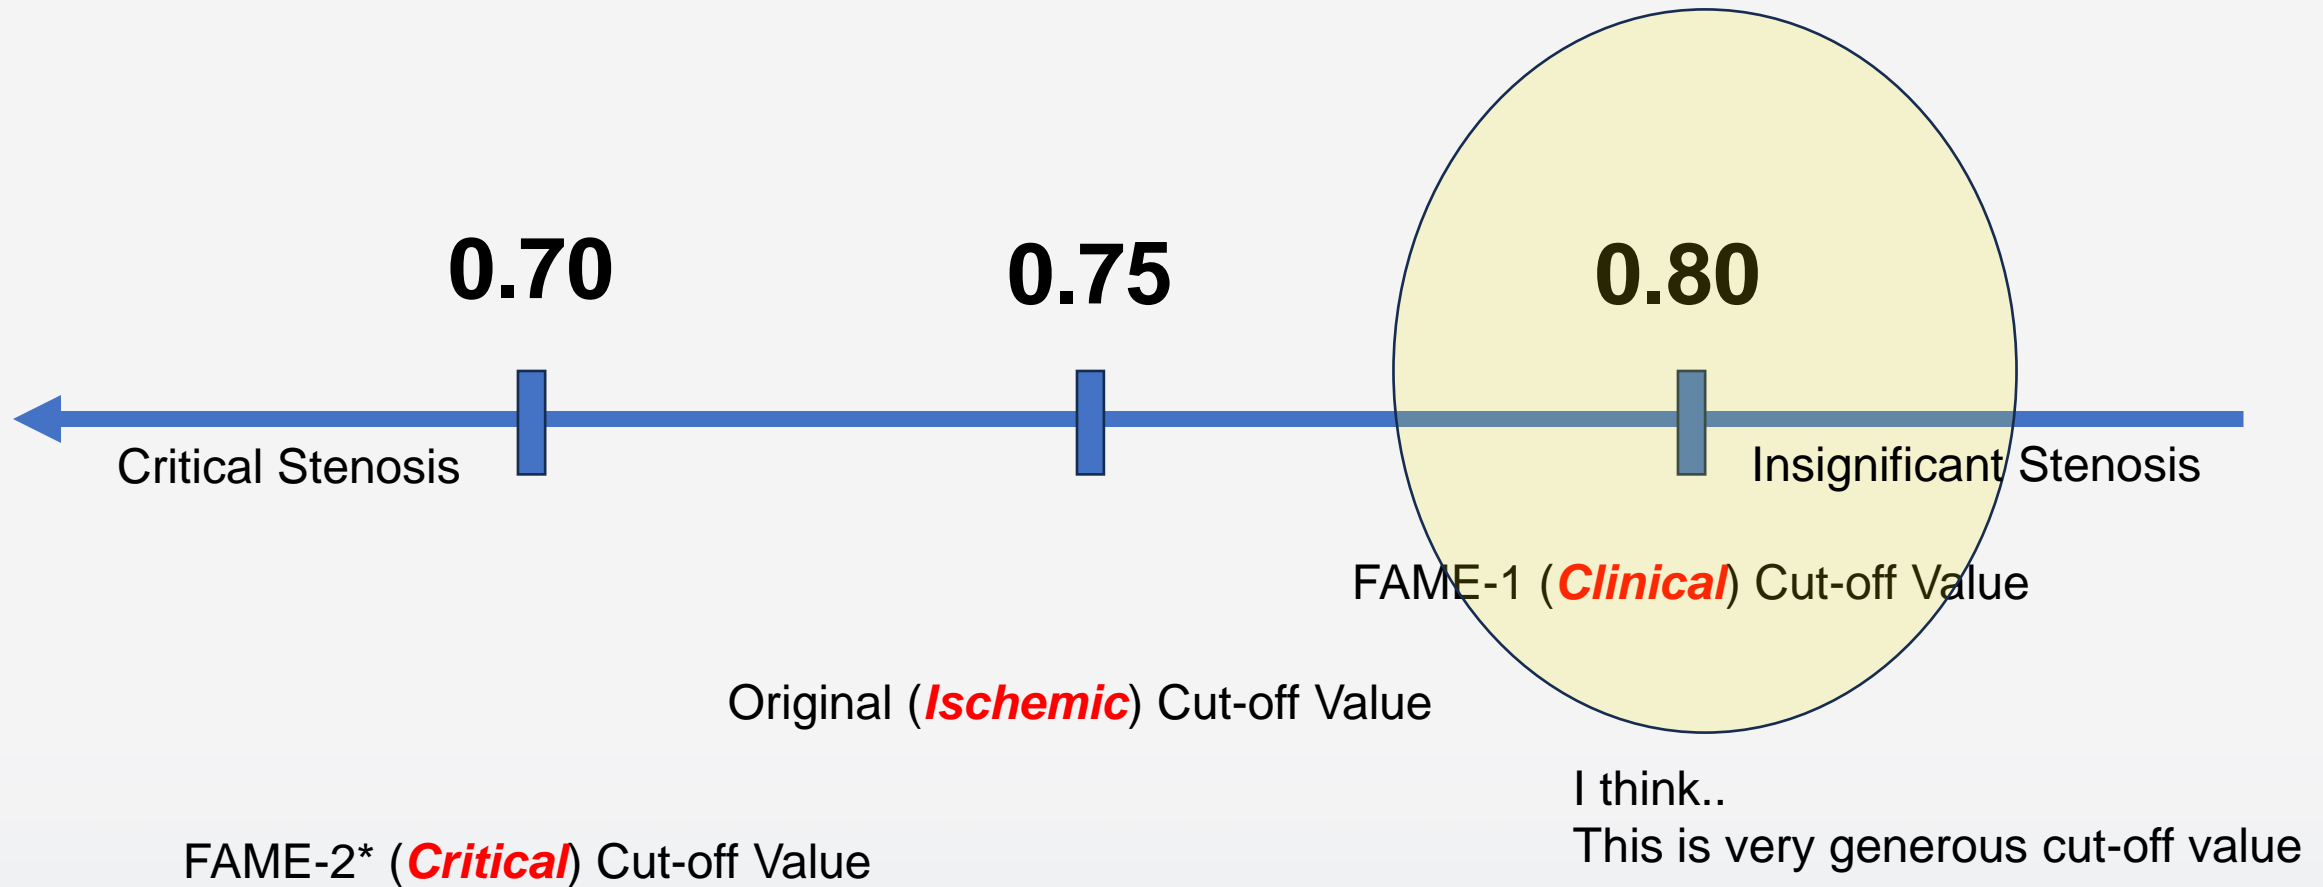 0.70
0.75
0.80
Critical Stenosis
Insignificant Stenosis
FAME-1 (Clinical) Cut-off Value
Original (Ischemic) Cut-off Value
I think..
This is very generous cut-off value
FAME-2* (Critical) Cut-off Value